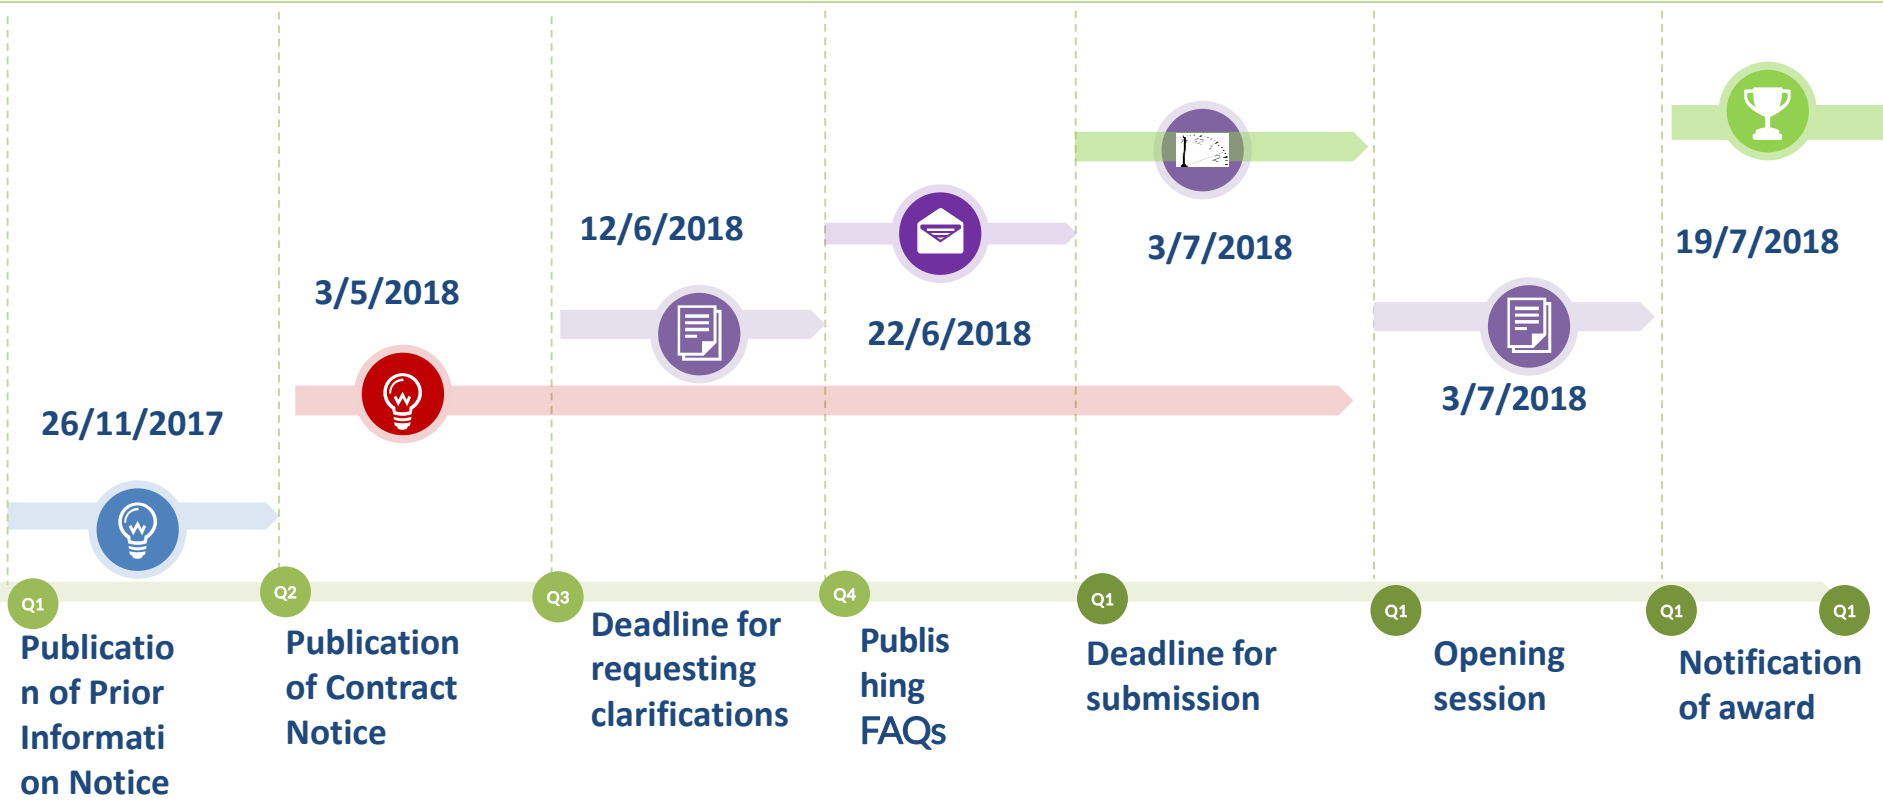 26/11/2017
3/5/2018
12/6/2018
22/6/2018
3/7/2018
3/7/2018
19/7/2018
Q1
Q2
Q3
Q4
Q1
Q1
Q1
Q1
Publicatio
n of Prior
Informati
on Notice
Publication
of Contract
Notice
Deadline for
requesting
clarifications
Publis
hing
FAQs
Deadline for
submission
Opening
session
Notification
of award